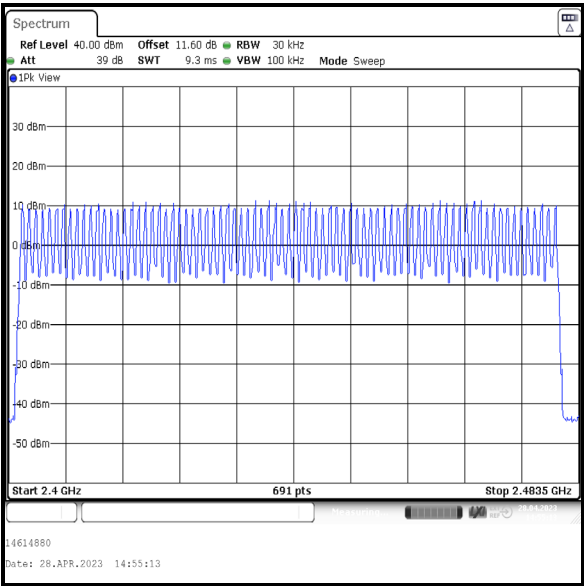 Spectrum
Ref Level 40.00 dBm Offset 11.60 dB RBW 30 kHz
Att 39 dB SWT 9.3 ms VBW 100 kHz Mode Sweep
1Pk View
30 dBm
20 dBm
10 dBm
0 dBm
-10 dBm
-20 dBm
-30 dBm
-40 dBm
-50 dBm
Start 2.4 GHz 691 pts Stop 2.4835 GHz
28.04.2023
14614880
Date: 28.APR.2023 14:55:13